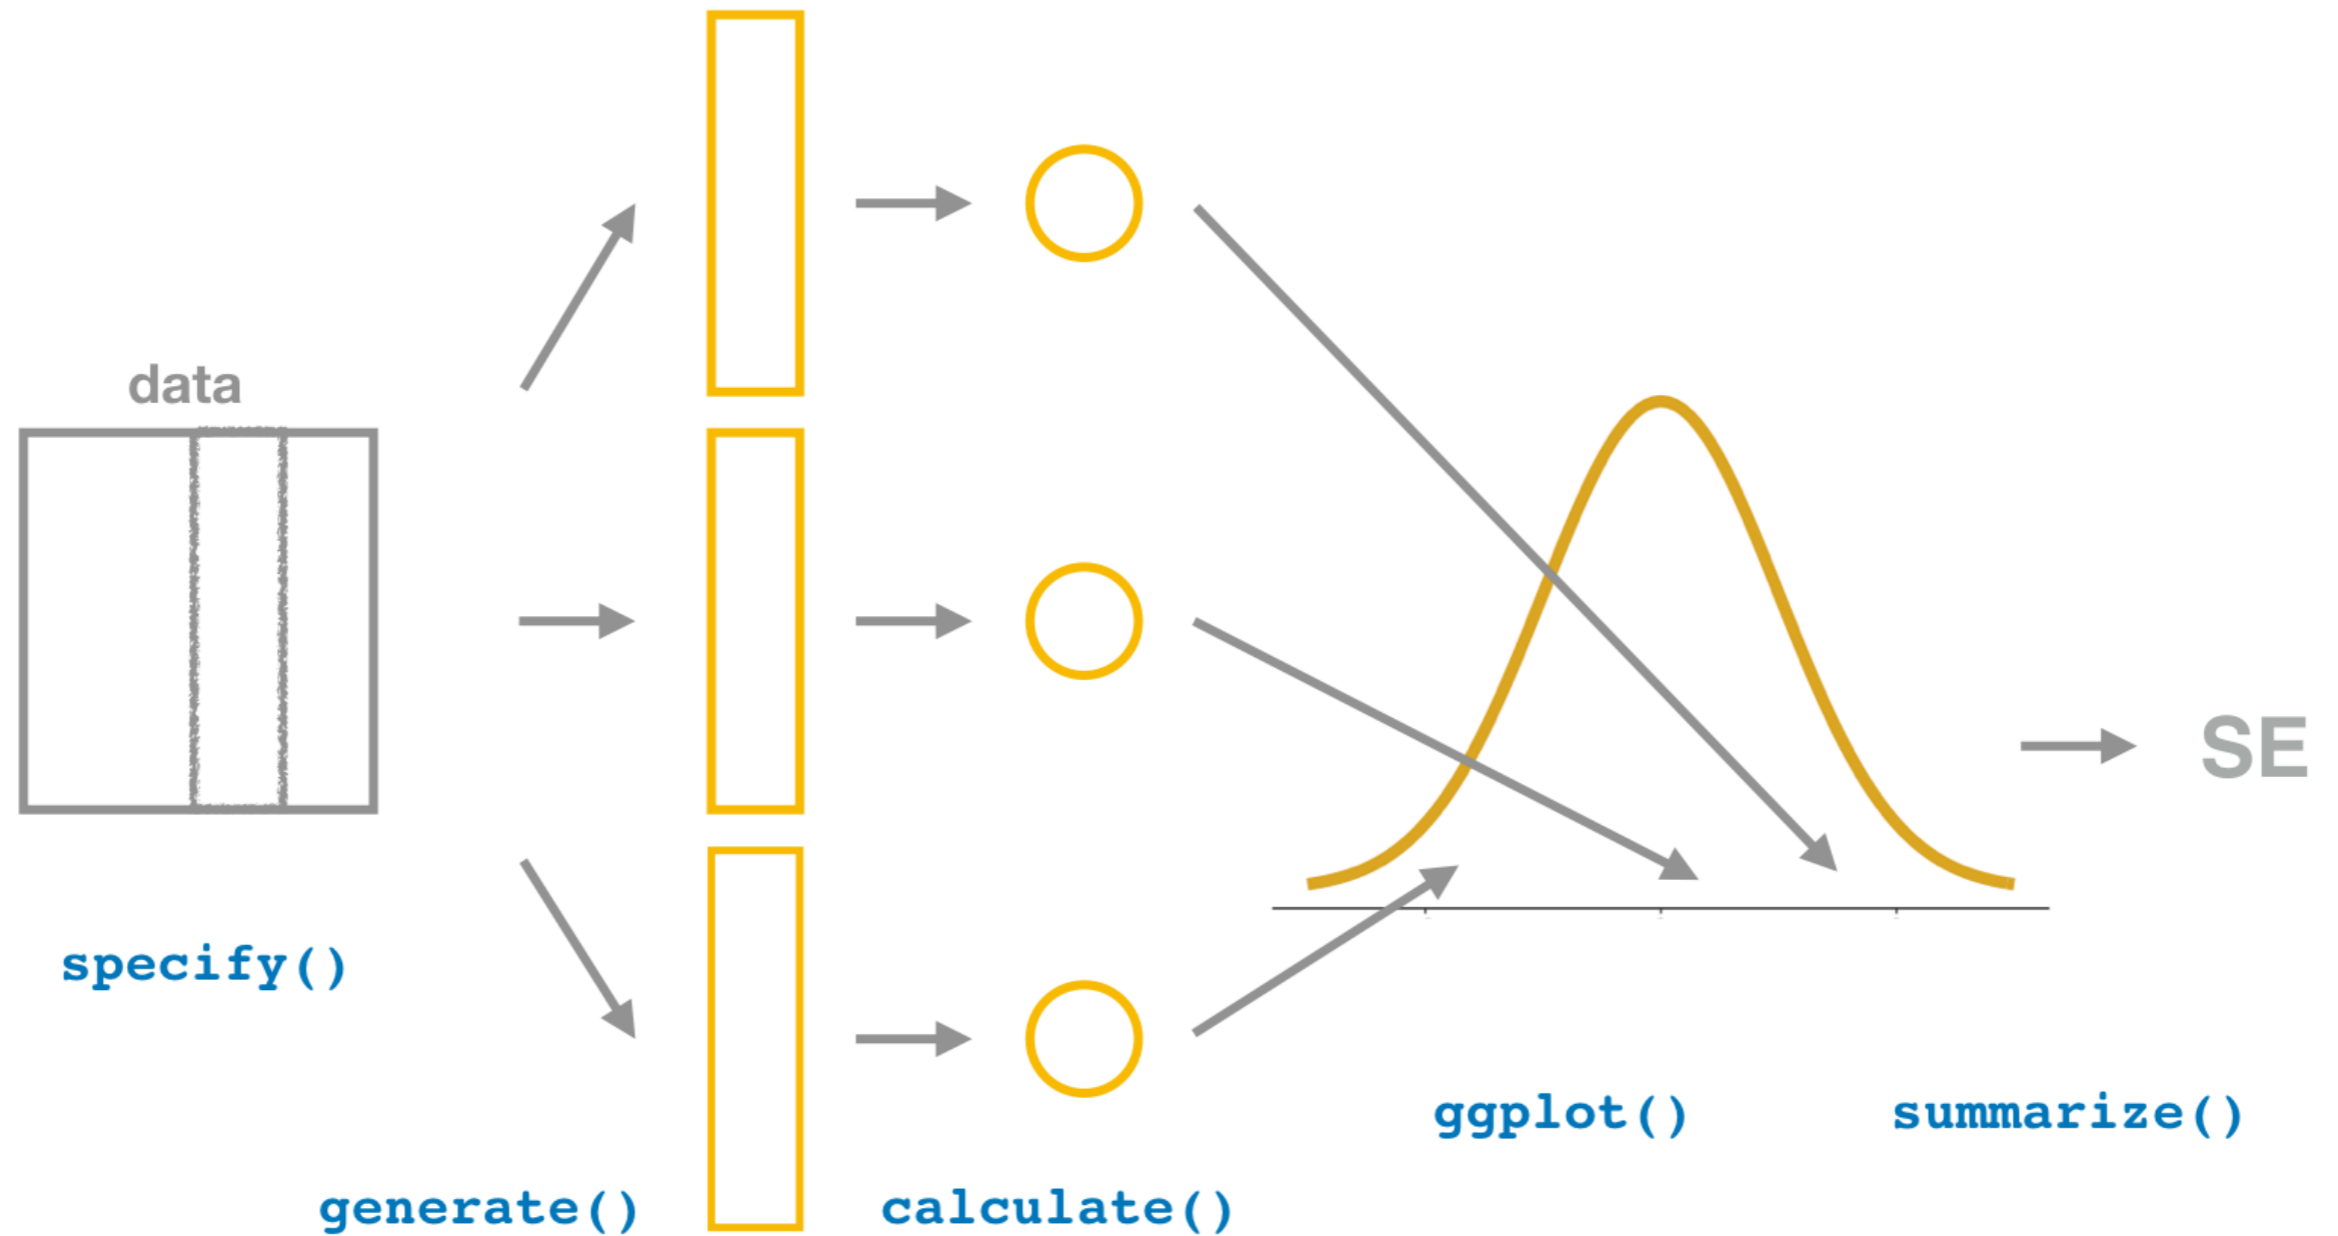 data
specify()
generate()
calculate()
ggplot()
summarize()
SE